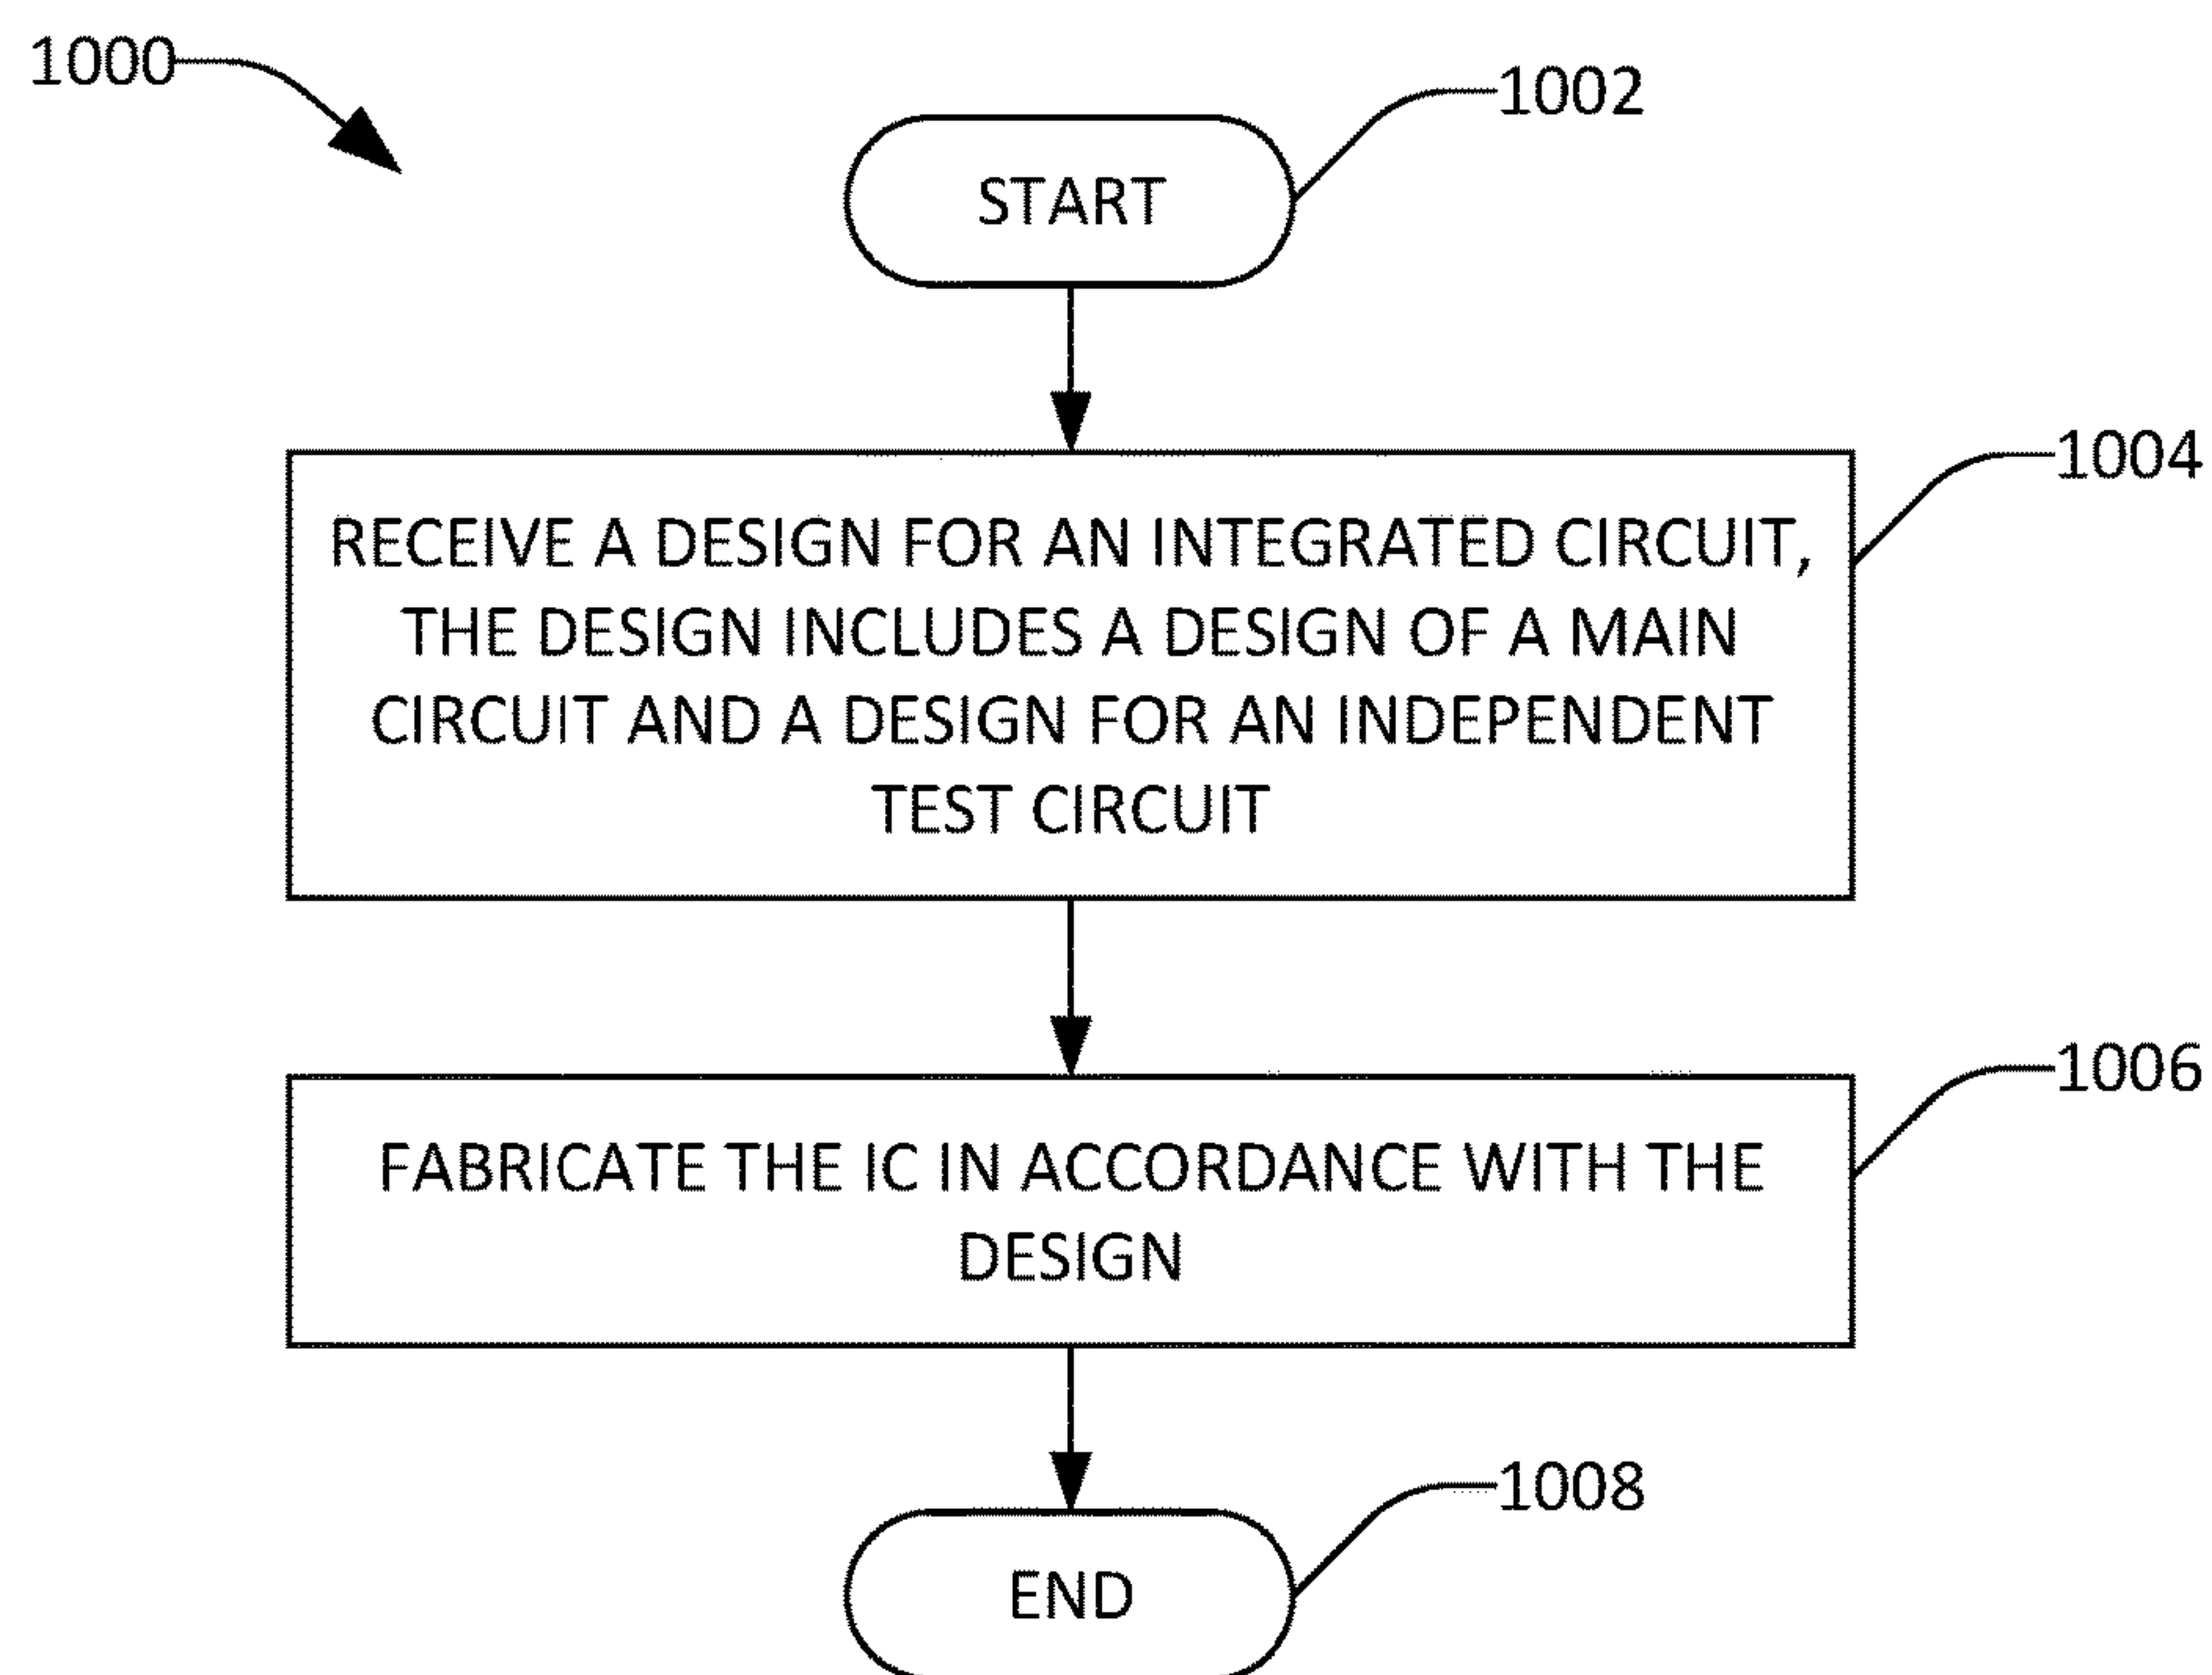 1000
1002
START
1004
RECEIVE A DESIGN FOR AN INTEGRATED CIRCUIT,
THE DESIGN INCLUDES A DESIGN OF A MAIN
CIRCUIT AND A DESIGN FOR AN INDEPENDENT
TEST CIRCUIT
1006
FABRICATE THE IC IN ACCORDANCE WITH THE
DESIGN
1008
END